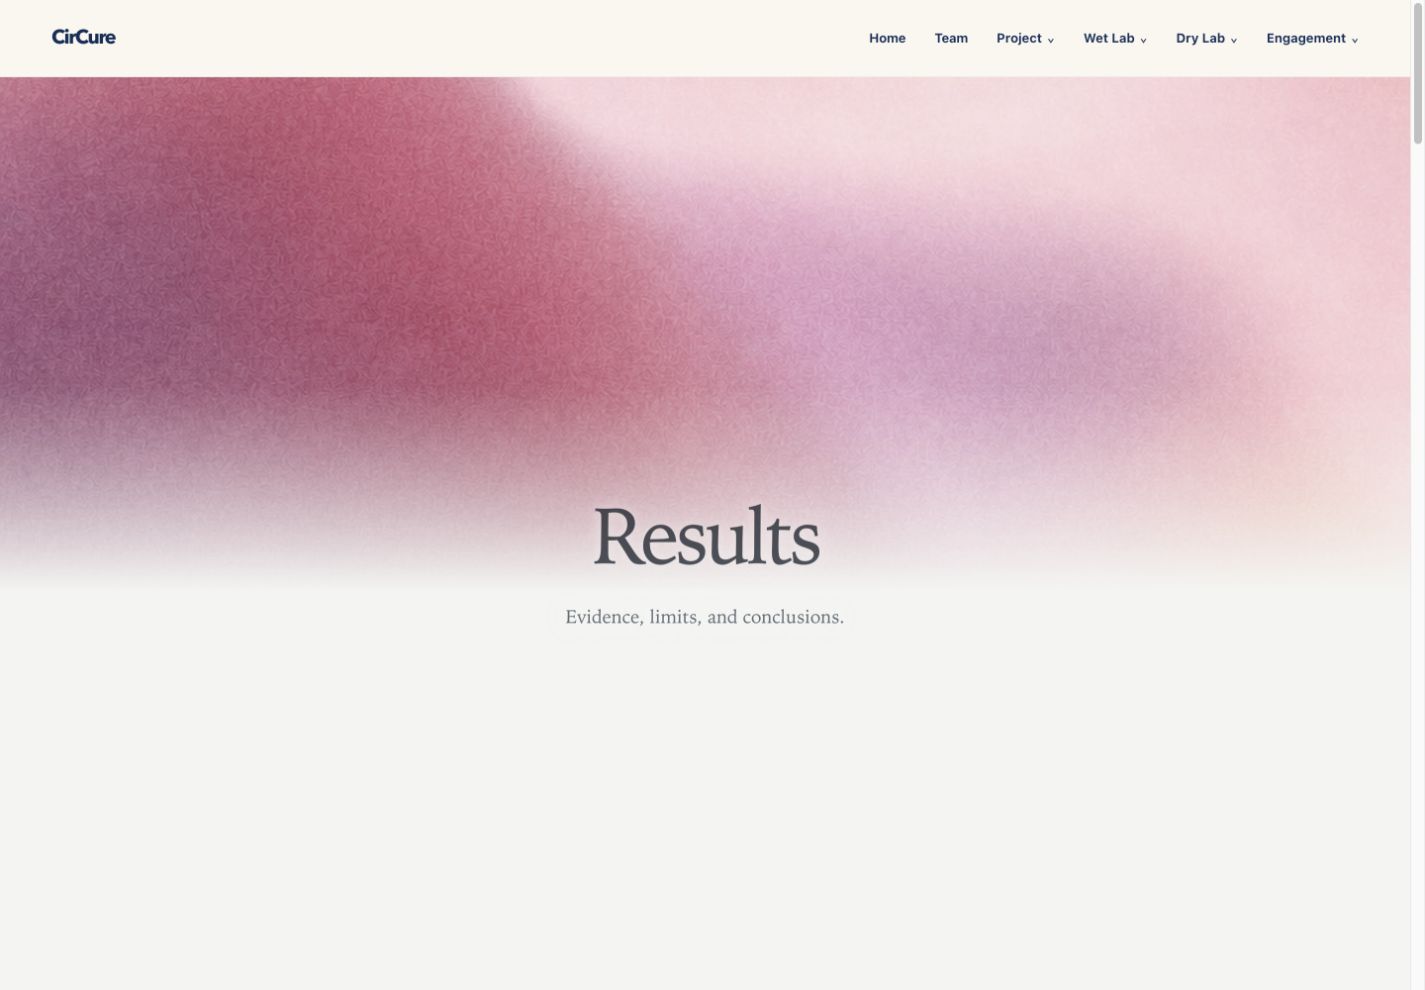 CirCure
Home Team Project Wet Lab Dry Lab Engagement
Results
Evidence, limits, and conclusions.